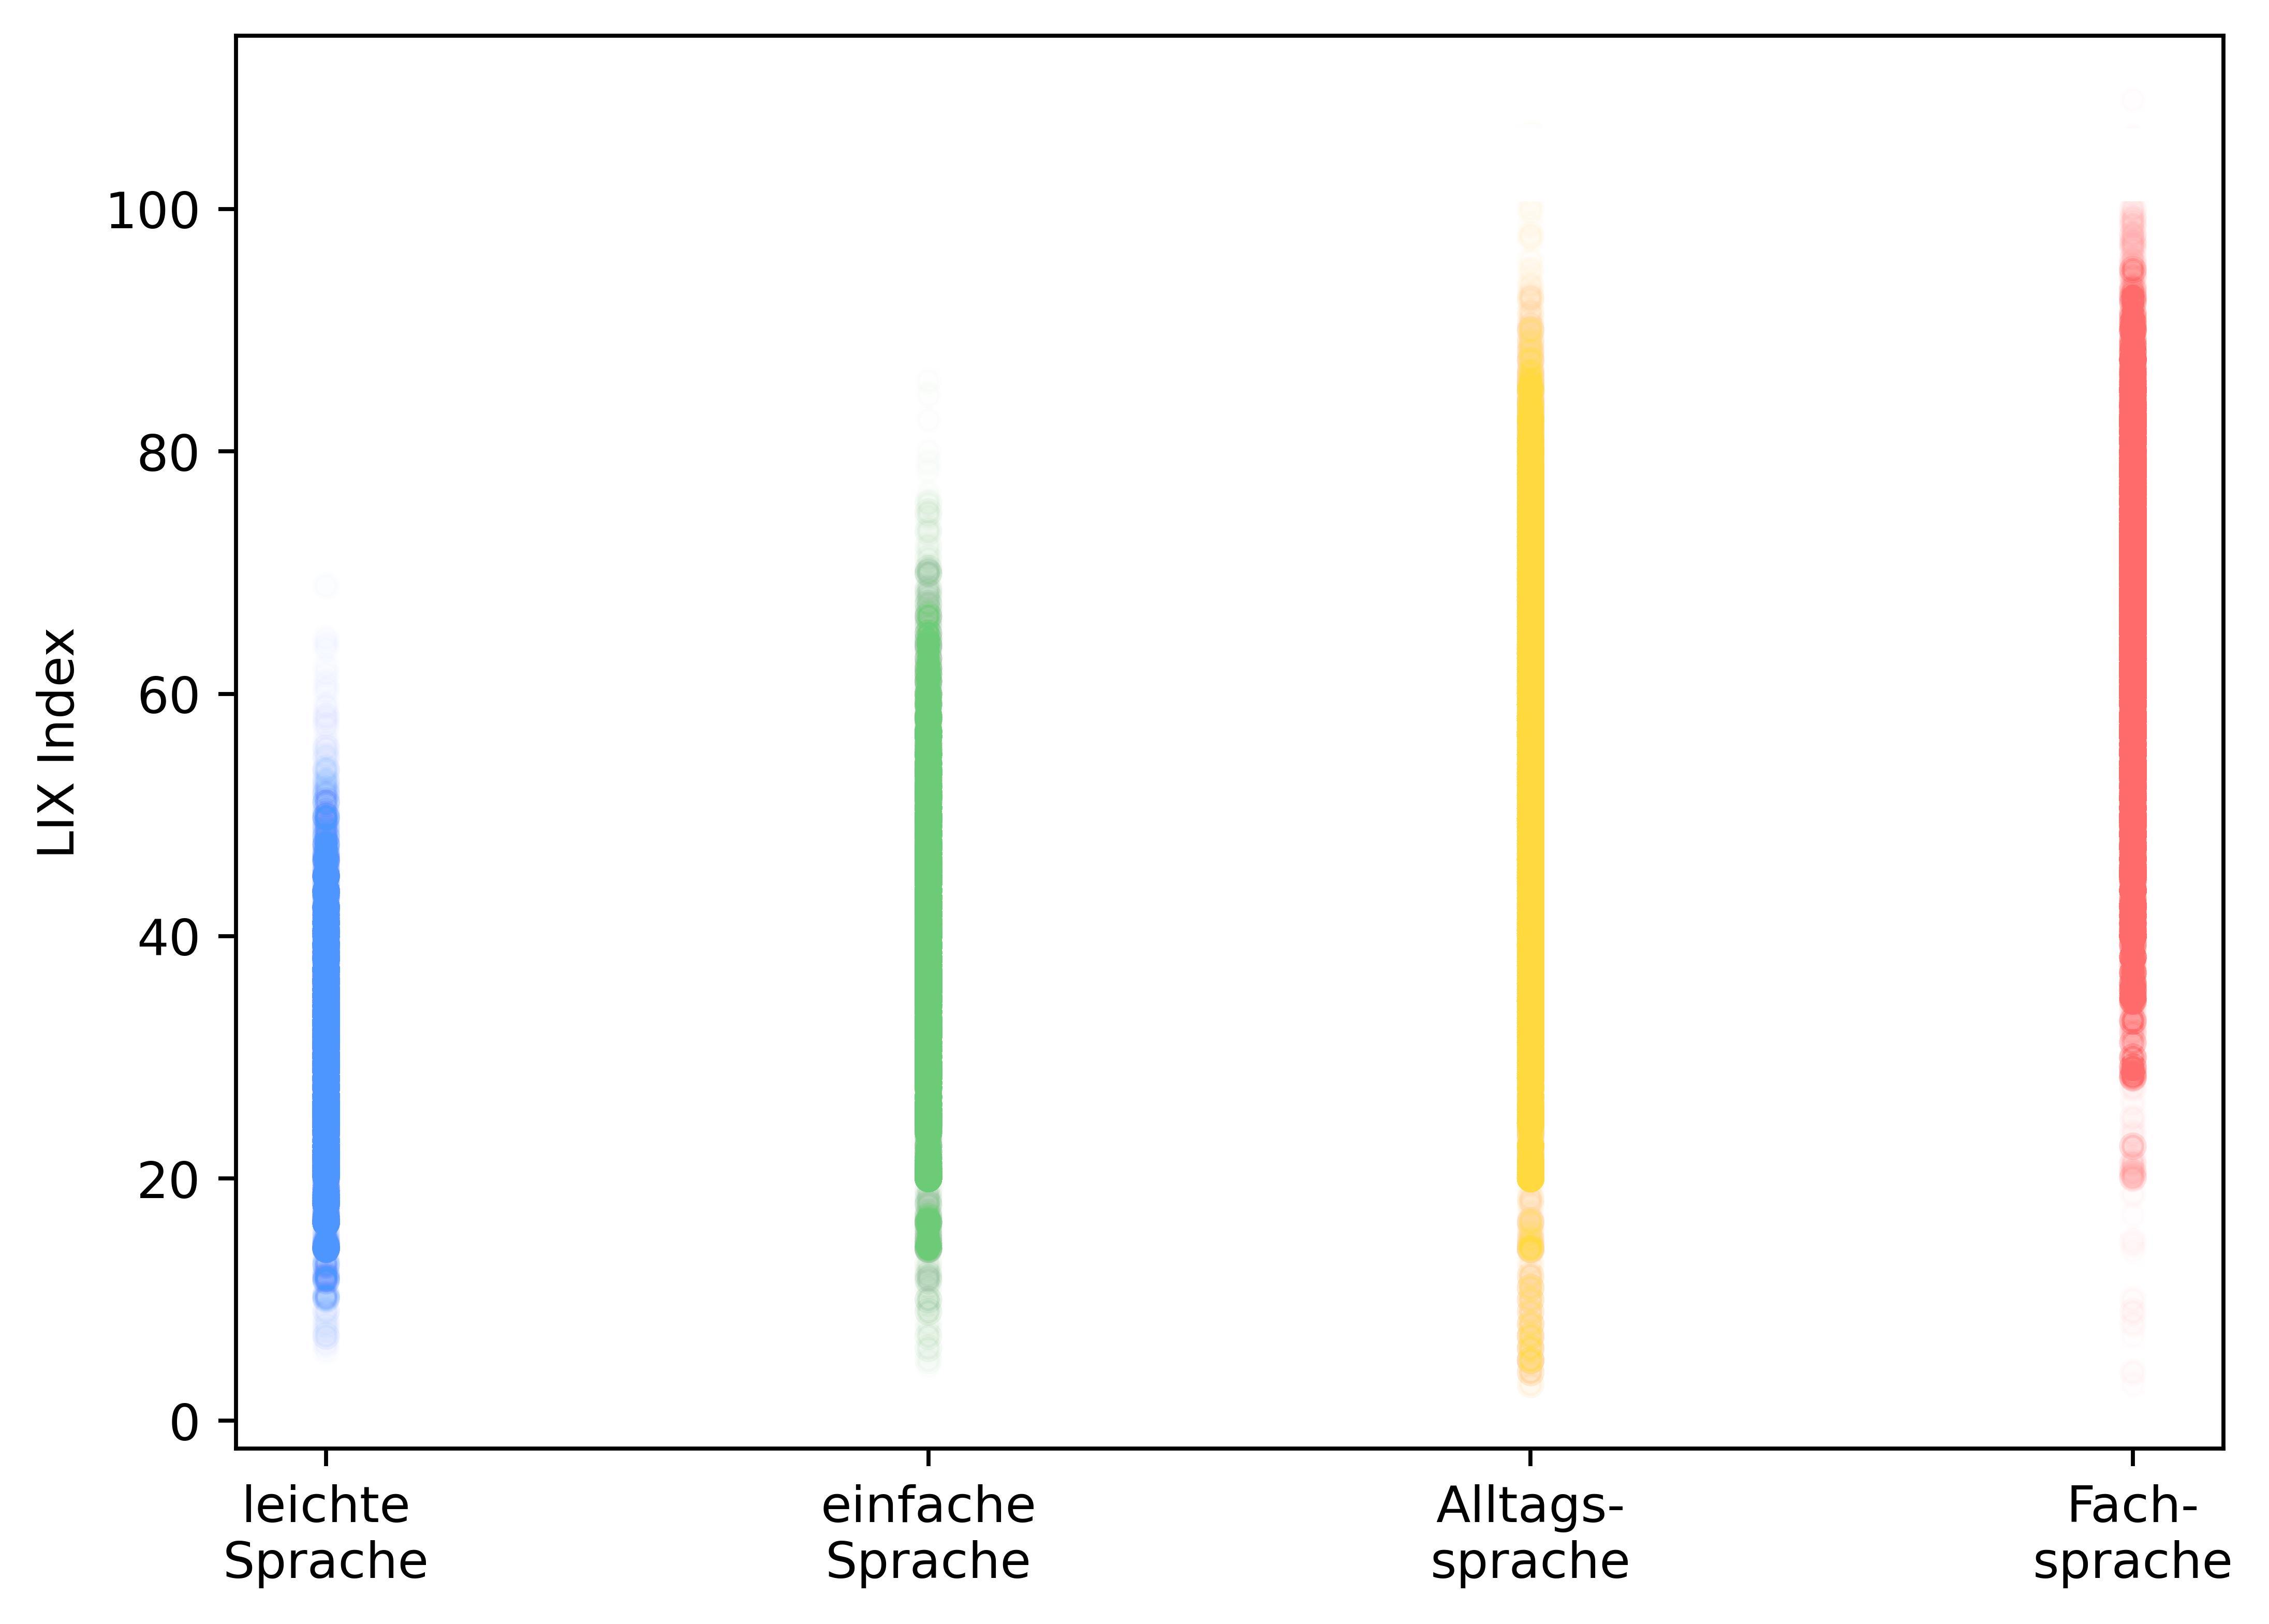 LIX Index
100
80
60
40
20
0
leichte
Sprache
einfache
Sprache
Alltags-
sprache
Fach-
sprache